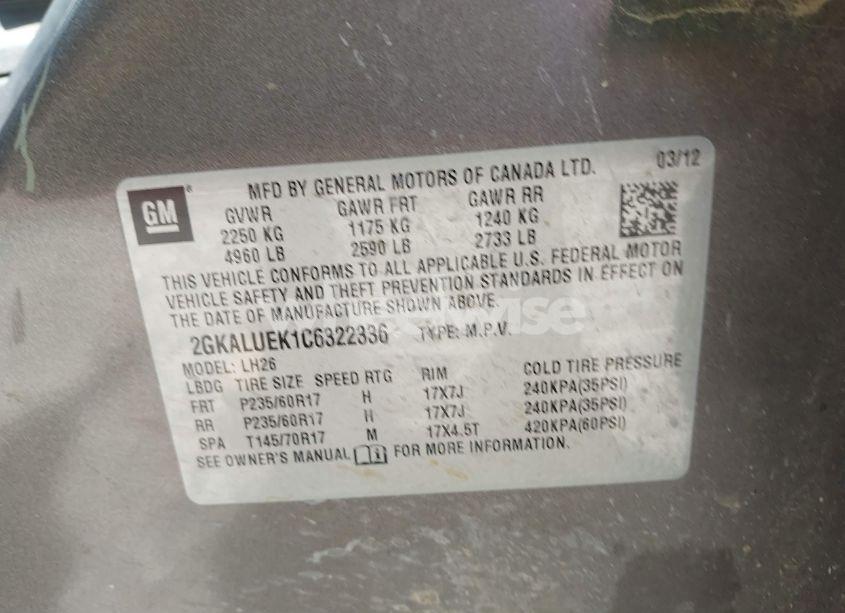 GM ® MFD BY GENERAL MOTORS OF CANADA LTD. 03/12
GVWR GAWR FRT GAWR RR
2250 KG 1175 KG 1240 KG
4960 LB 2590 LB 2733 LB
THIS VEHICLE CONFORMS TO ALL APPLICABLE U.S. FEDERAL MOTOR
VEHICLE SAFETY AND THEFT PREVENTION STANDARDS IN EFFECT ON
THE DATE OF MANUFACTURE SHOWN ABOVE.
2GKALUEK1C6322336 TYPE: M.P.V.
MODEL: LH26
LBDG TIRE SIZE SPEED RTG RIM COLD TIRE PRESSURE
FRT P235/60R17 H 17X7J 240KPA(35PSI)
RR P235/60R17 H 17X7J 240KPA(35PSI)
SPA T145/70R17 M 17X4.5T 420KPA(60PSI)
SEE OWNER'S MANUAL FOR MORE INFORMATION.